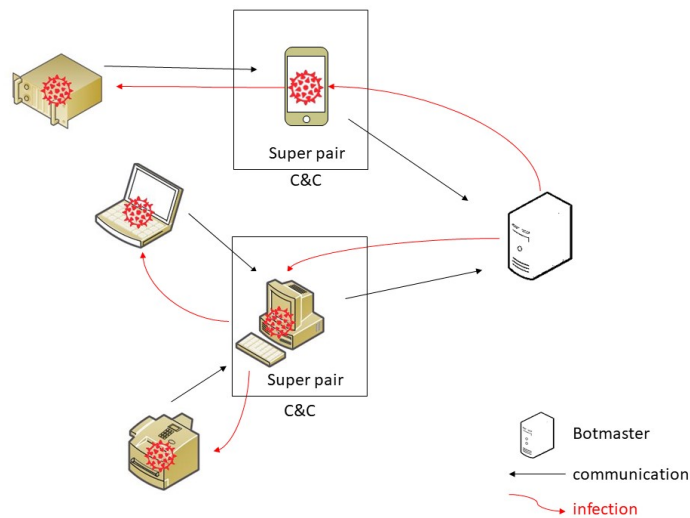 Super pair
C&C
Super pair
C&C
Botmaster
communication
infection